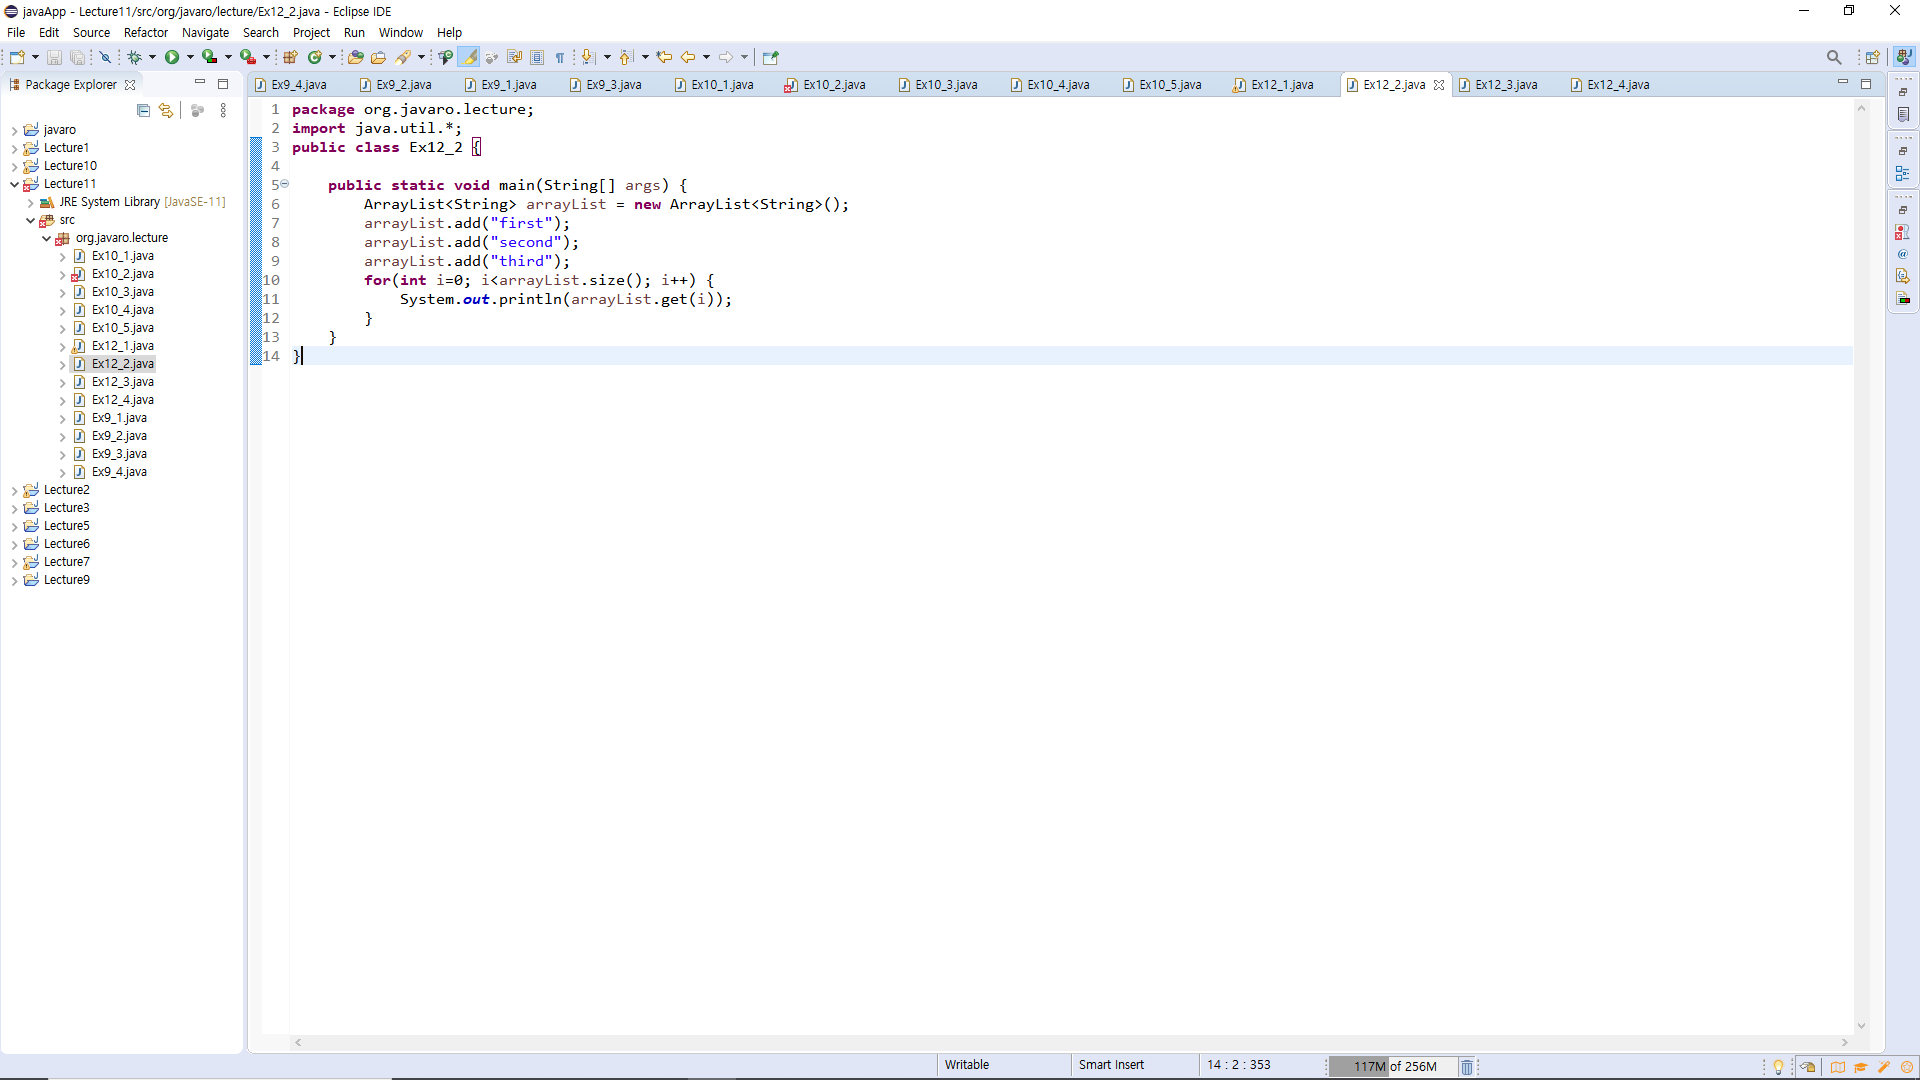 javaApp - Lecture11/src/org/javaro/lecture/Ex12_2.java - Eclipse IDE
File Edit Source Refactor Navigate Search Project Run Window Help
Package Explorer
Ex9_4.java Ex9_2.java Ex9_1.java Ex9_3.java Ex10_1.java Ex10_2.java Ex10_3.java Ex10_4.java Ex10_5.java Ex12_1.java Ex12_2.java Ex12_3.java Ex12_4.java
javaro
Lecture1
Lecture10
Lecture11
JRE System Library [JavaSE-11]
src
org.javaro.lecture
Ex10_1.java
Ex10_2.java
Ex10_3.java
Ex10_4.java
Ex10_5.java
Ex12_1.java
Ex12_2.java
Ex12_3.java
Ex12_4.java
Ex9_1.java
Ex9_2.java
Ex9_3.java
Ex9_4.java
Lecture2
Lecture3
Lecture5
Lecture6
Lecture7
Lecture9
1 package org.javaro.lecture;
2 import java.util.*;
3 public class Ex12_2 {
4
5     public static void main(String[] args) {
6         ArrayList<String> arrayList = new ArrayList<String>();
7         arrayList.add("first");
8         arrayList.add("second");
9         arrayList.add("third");
10         for(int i=0; i<arrayList.size(); i++) {
11             System.out.println(arrayList.get(i));
12         }
13     }
14 }
Writable Smart Insert 14 : 2 : 353 117M of 256M